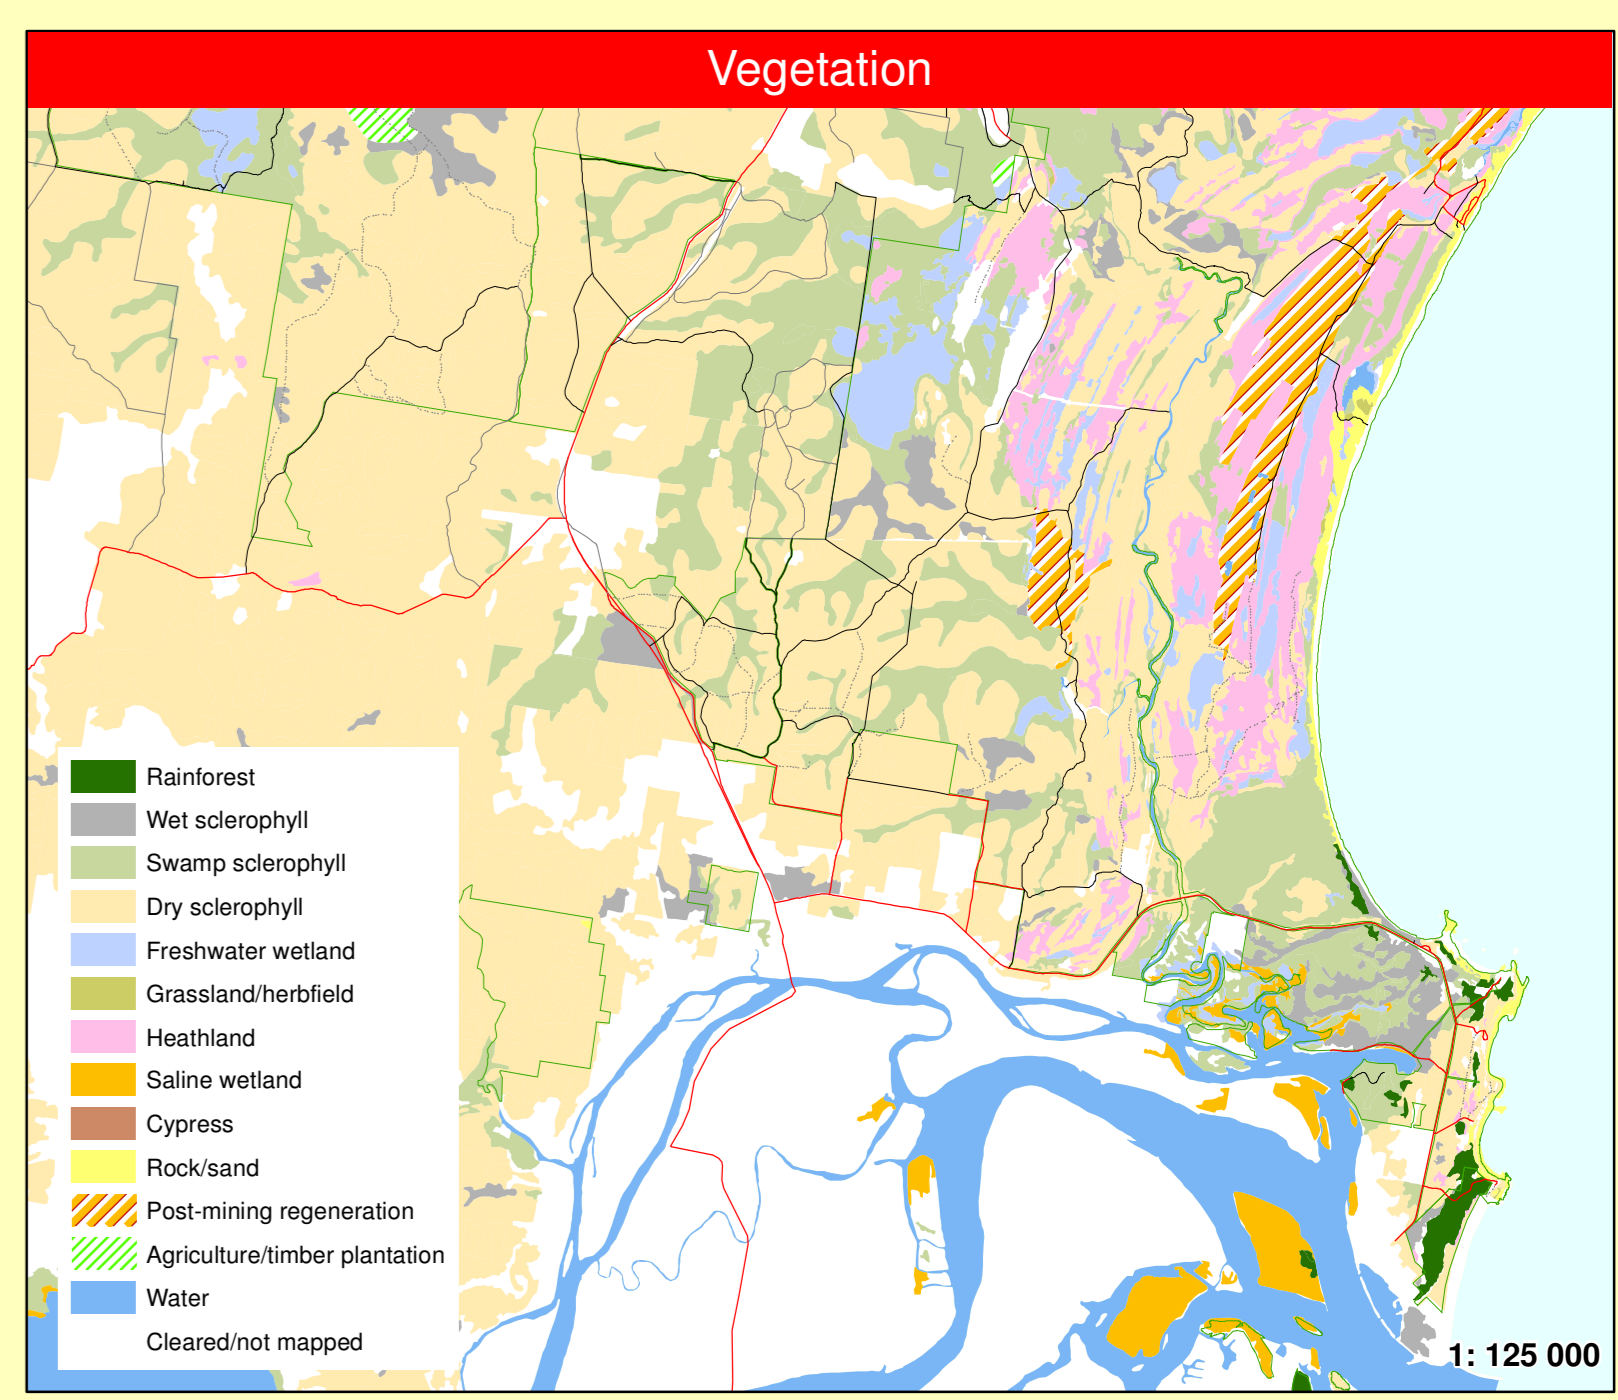 Vegetation
Rainforest
Wet sclerophyll
Swamp sclerophyll
Dry sclerophyll
Freshwater wetland
Grassland/herbfield
Heathland
Saline wetland
Cypress
Rock/sand
Post-mining regeneration
Agriculture/timber plantation
Water
Cleared/not mapped
1: 125 000